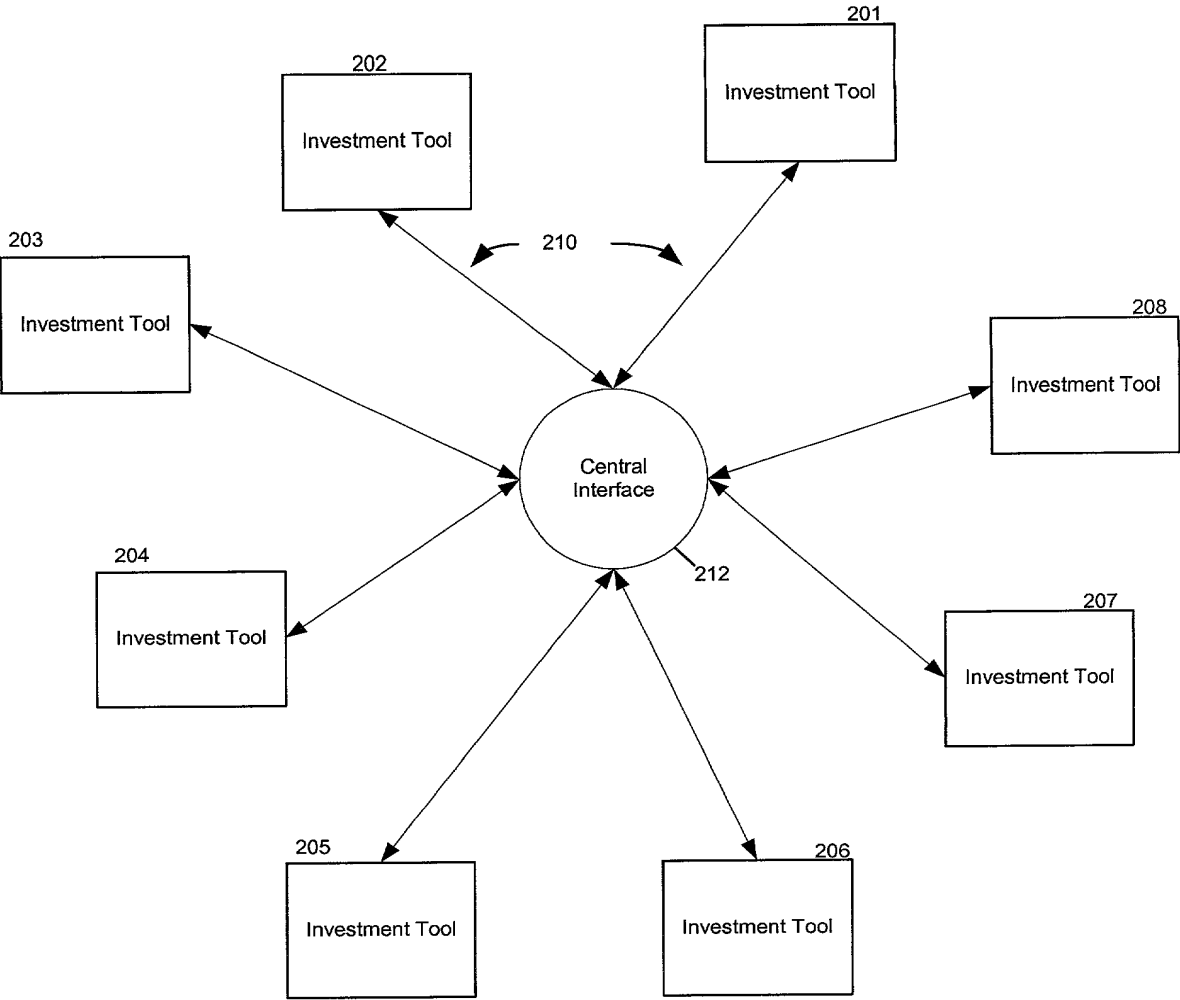 201
Investment Tool
202
Investment Tool
203
Investment Tool
210
208
Investment Tool
Central
Interface
212
204
Investment Tool
207
Investment Tool
205
Investment Tool
206
Investment Tool